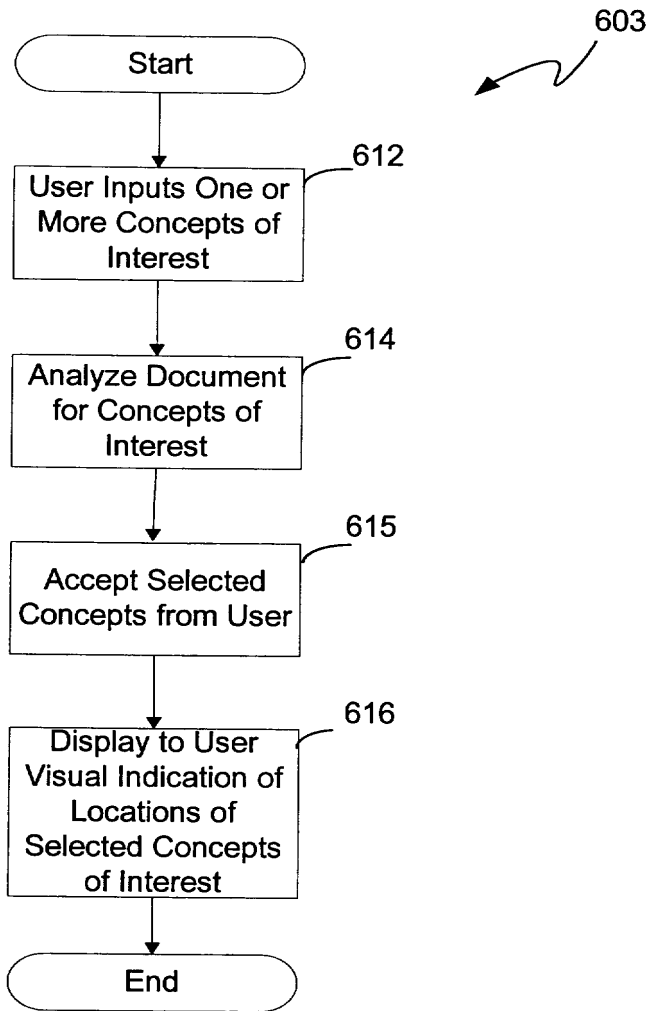 603
Start
612
User Inputs One or
More Concepts of
Interest
614
Analyze Document
for Concepts of
Interest
615
Accept Selected
Concepts from User
616
Display to User
Visual Indication of
Locations of
Selected Concepts
of Interest
End